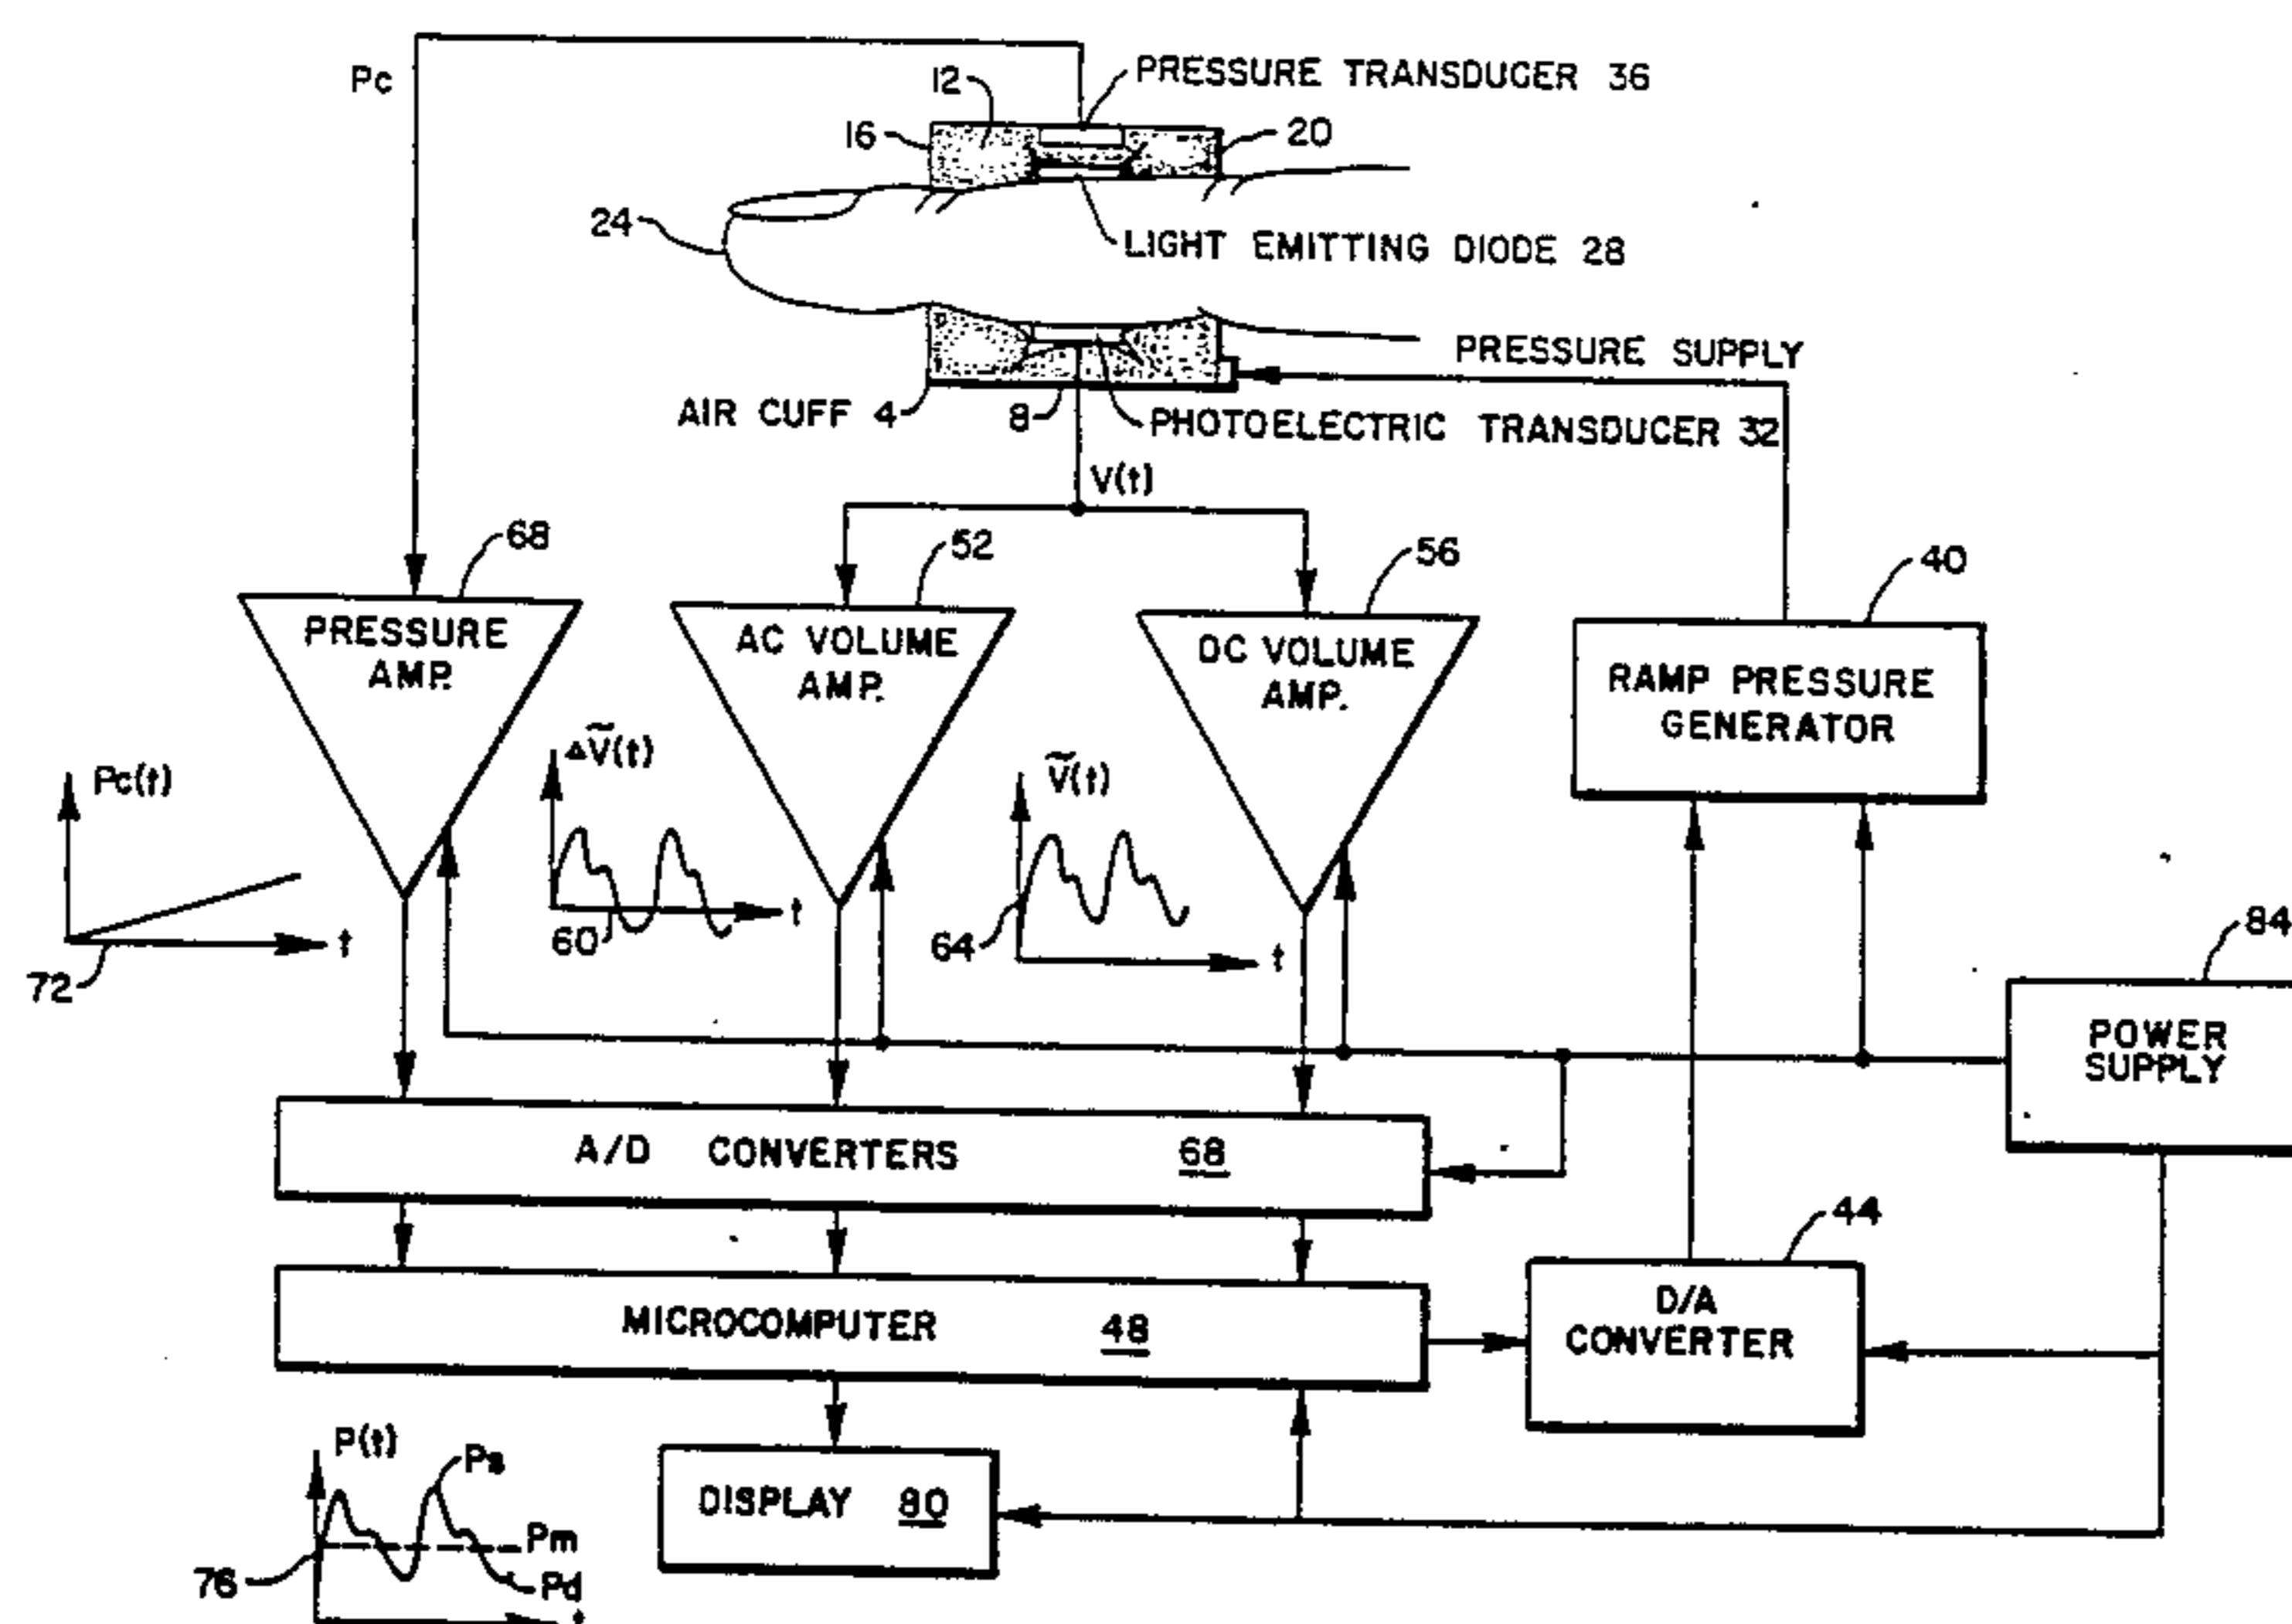 Pc
PRESSURE TRANSDUCER 36
12
16
20
24
LIGHT EMITTING DIODE 28
PRESSURE SUPPLY
AIR CUFF 4
8
PHOTOELECTRIC TRANSDUCER 32
V(t)
68
52
56
40
PRESSURE
AMP.
AC VOLUME
AMP.
DC VOLUME
AMP.
RAMP PRESSURE
GENERATOR
Pc(t)
ΔṼ(t)
Ṽ(t)
t
72
t
60
t
64
84
POWER
SUPPLY
A/D CONVERTERS 68
44
D/A
CONVERTER
MICROCOMPUTER 48
P(t)
Ps
Pm
Pd
76
t
DISPLAY 80